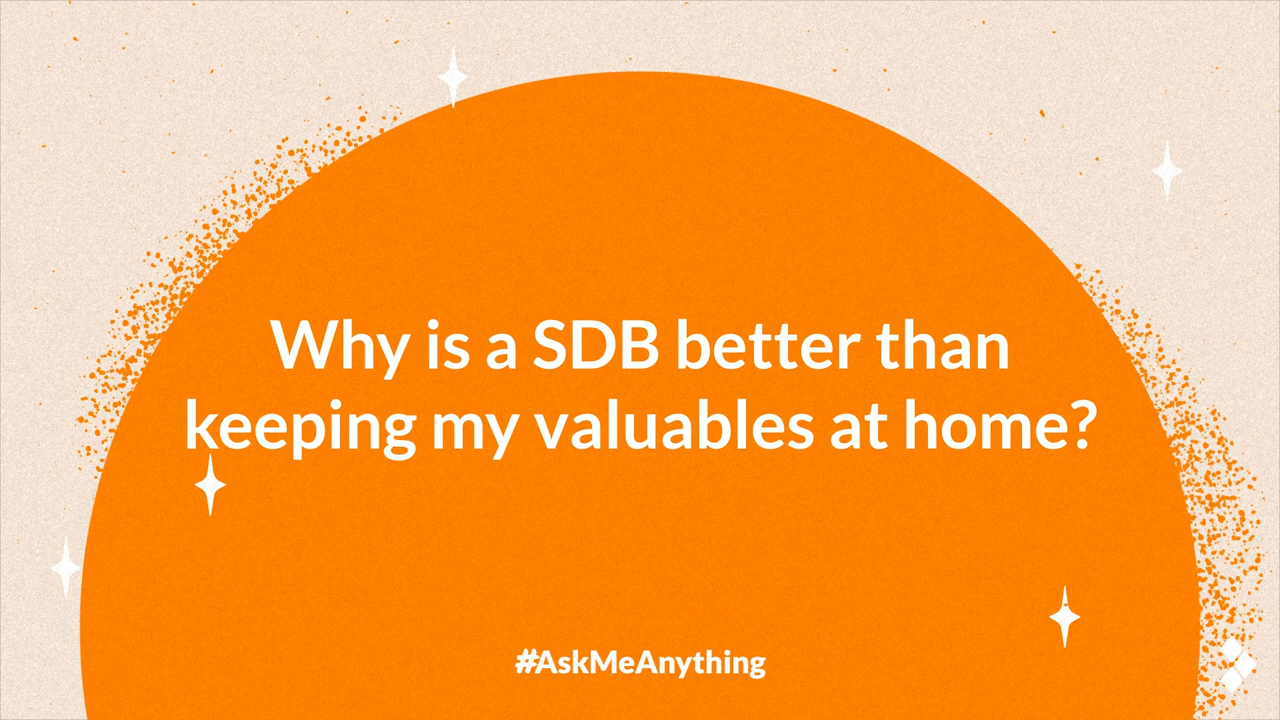 Why is a SDB better than
keeping my valuables at home?
#AskMeAnything